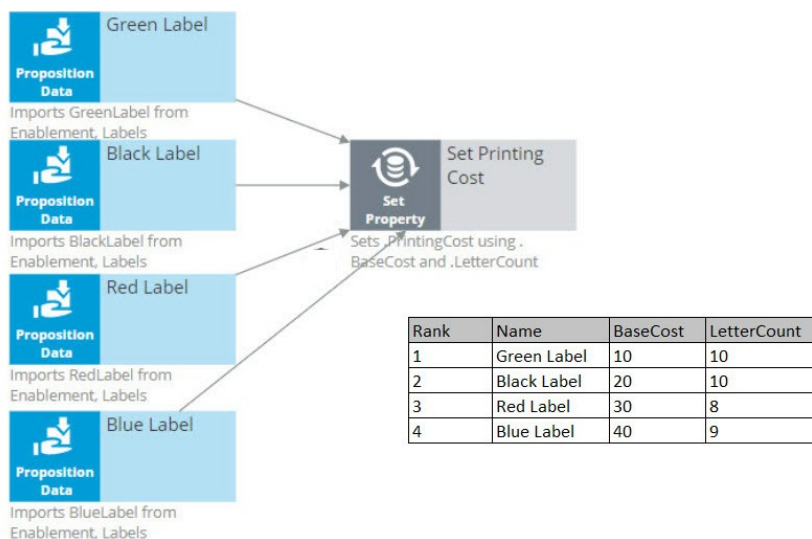 Green Label
Proposition
Data
Imports GreenLabel from
Enablement, Labels
Black Label
Proposition
Data
Imports BlackLabel from
Enablement, Labels
Red Label
Proposition
Data
Imports RedLabel from
Enablement, Labels
Blue Label
Proposition
Data
Imports BlueLabel from
Enablement, Labels
Set Printing
Cost
Set
Property
Sets .PrintingCost using .
BaseCost and .LetterCount
Rank Name BaseCost LetterCount
1 Green Label 10 10
2 Black Label 20 10
3 Red Label 30 8
4 Blue Label 40 9